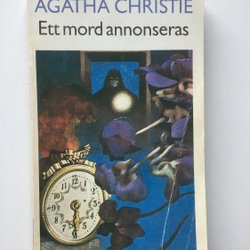 AGATHA CHRISTIE
Ett mord annonseras